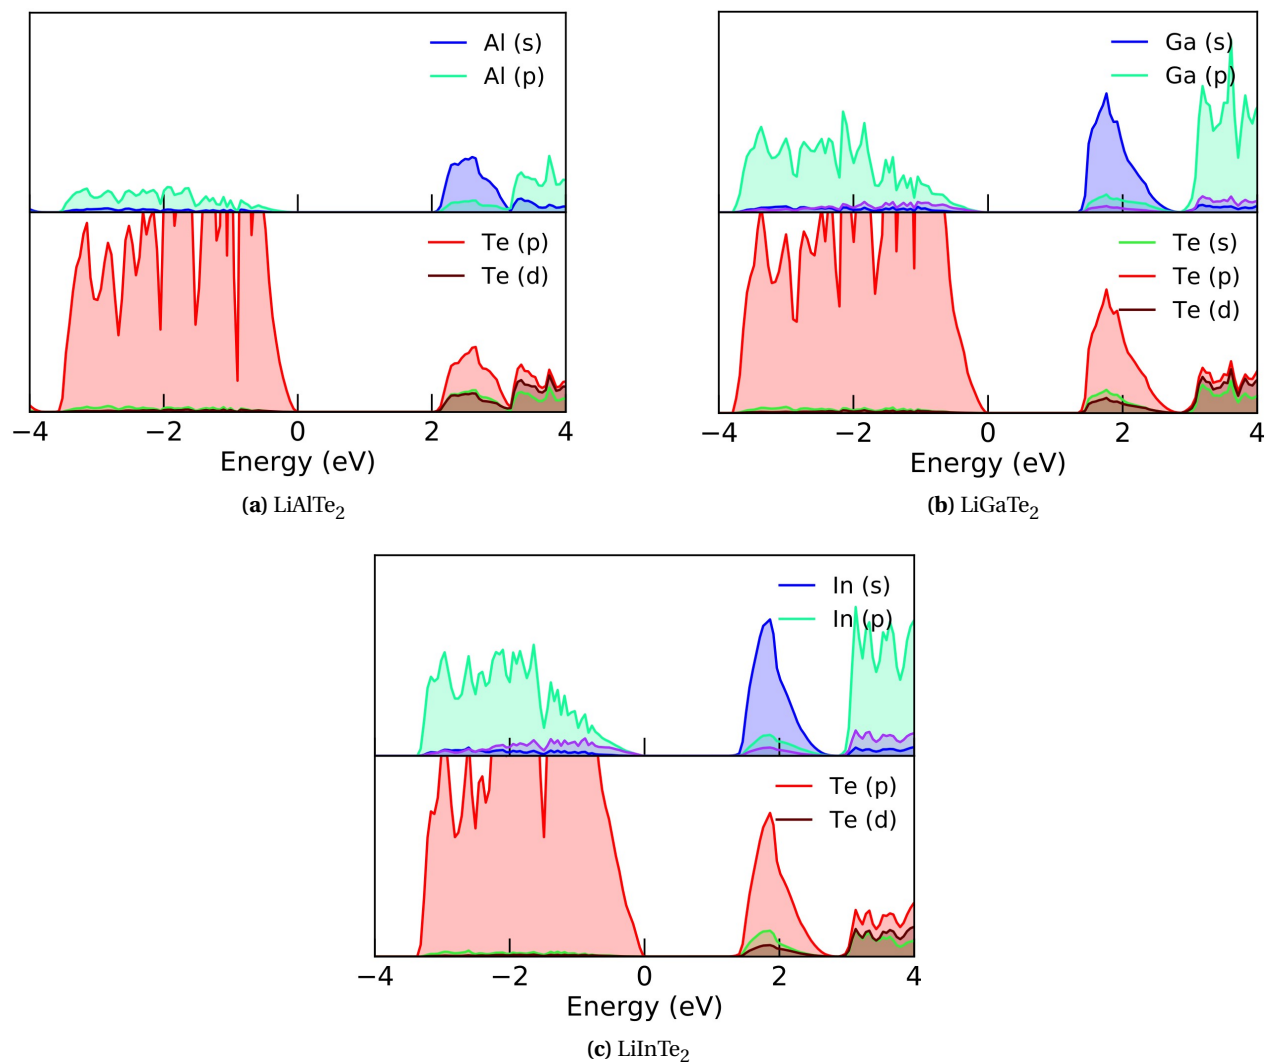 Al (s)
Al (p)
Te (p)
Te (d)
−4 −2 0 2 4
Energy (eV)
(a) LiAlTe₂
Ga (s)
Ga (p)
Te (s)
Te (p)
Te (d)
−4 −2 0 2 4
Energy (eV)
(b) LiGaTe₂
In (s)
In (p)
Te (p)
Te (d)
−4 −2 0 2 4
Energy (eV)
(c) LiInTe₂